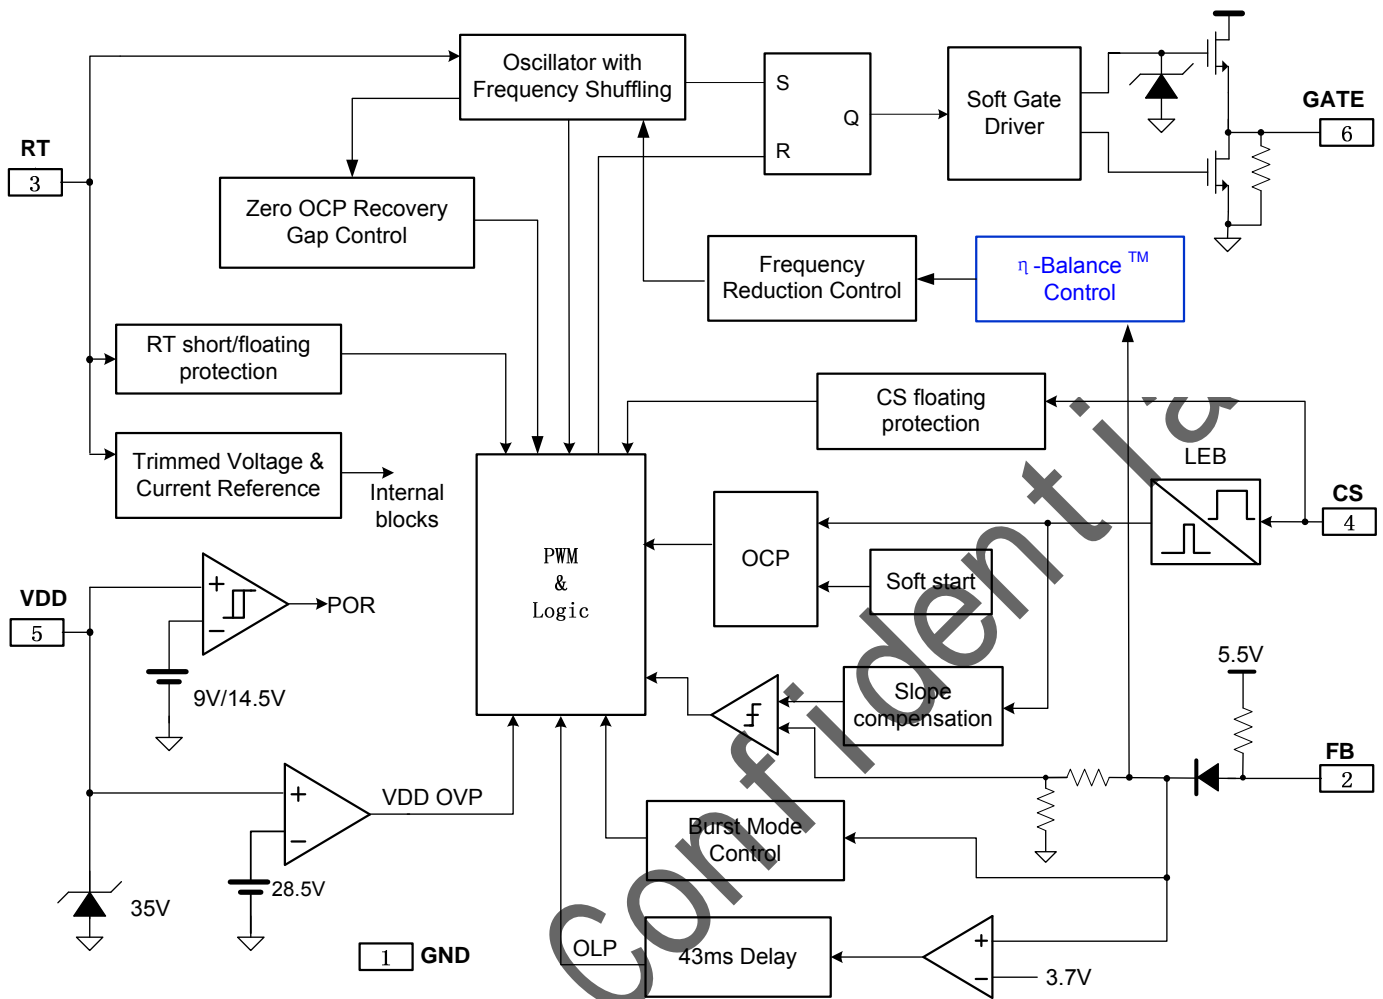 Oscillator with
Frequency Shuffling
S
R
Q
Soft Gate
Driver
GATE
6
RT
3
Zero OCP Recovery
Gap Control
Frequency
Reduction Control
η-Balance TM
Control
RT short/floating
protection
CS floating
protection
LEB
Trimmed Voltage &
Current Reference
Internal
blocks
CS
4
PWM
&
Logic
OCP
Soft start
VDD
5
+
−
POR
9V/14.5V
Slope
compensation
5.5V
FB
2
+
−
VDD OVP
28.5V
35V
Burst Mode
Control
1
GND
OLP
43ms Delay
+
−
3.7V
Confidential